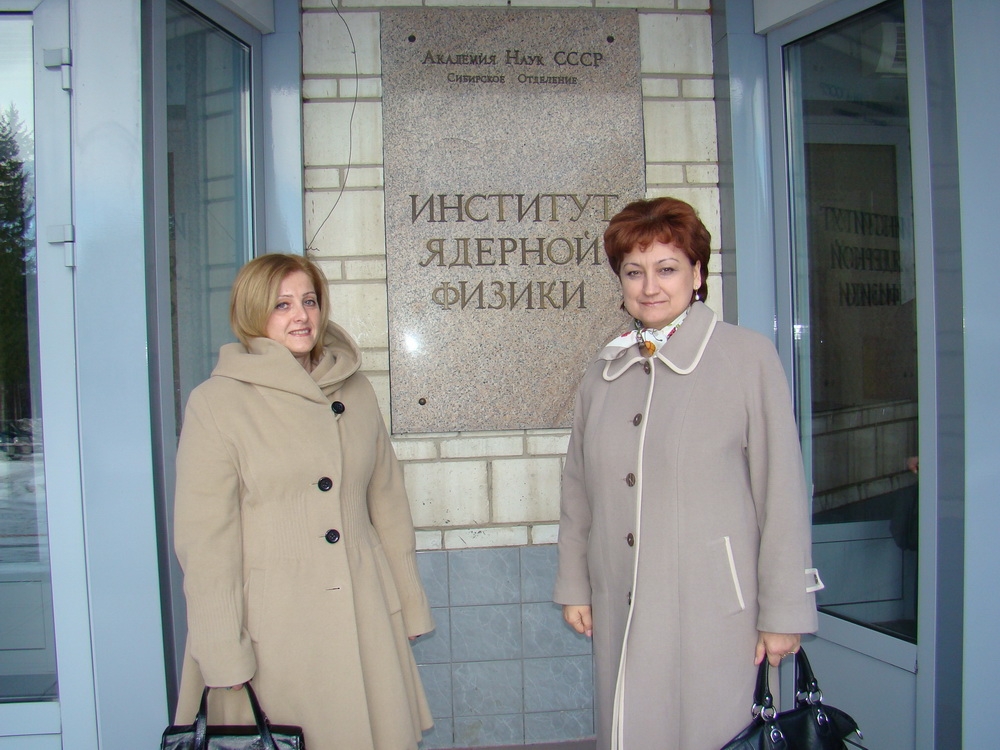 Академия Наук СССР
Сибирское Отделение
ИНСТИТУТ
ЯДЕРНОЙ
ФИЗИКИ